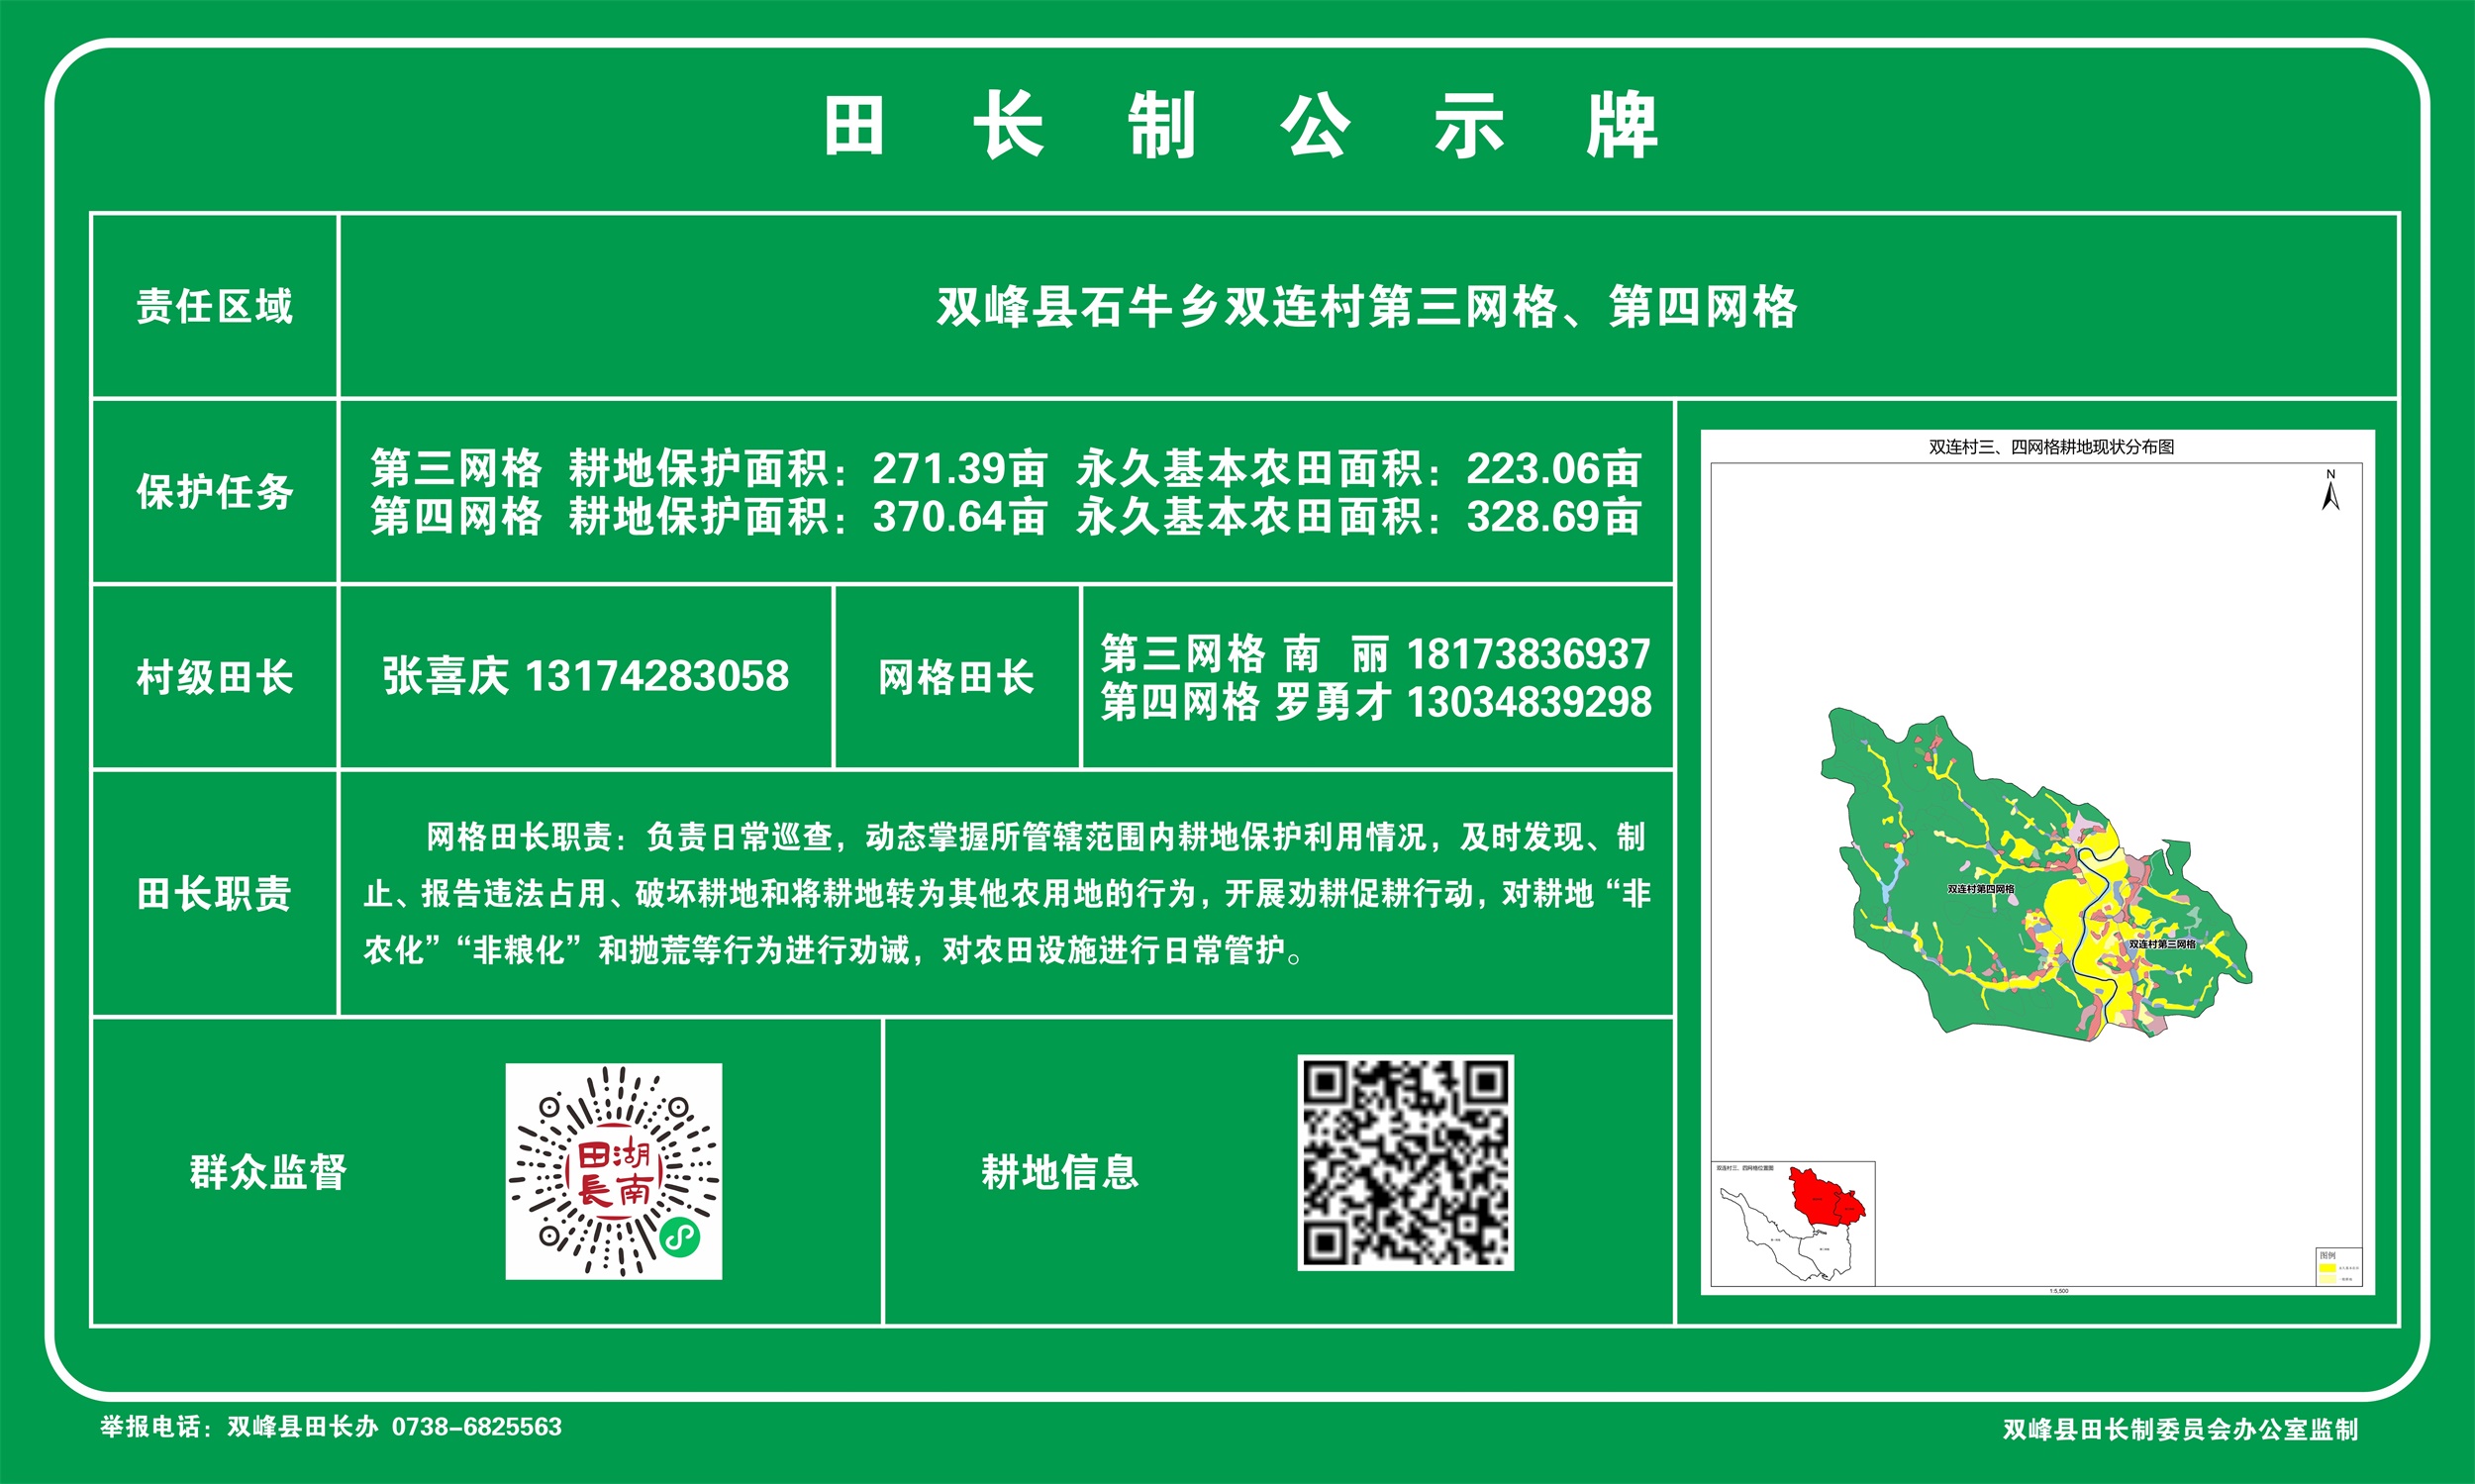 田长制公示牌
责任区域
双峰县石牛乡双连村第三网格、第四网格
保护任务
第三网格 耕地保护面积：271.39亩 永久基本农田面积：223.06亩
第四网格 耕地保护面积：370.64亩 永久基本农田面积：328.69亩
村级田长
张喜庆 13174283058
网格田长
第三网格 南 丽 18173836937
第四网格 罗勇才 13034839298
田长职责
网格田长职责：负责日常巡查，动态掌握所管辖范围内耕地保护利用情况，及时发现、制
止、报告违法占用、破坏耕地和将耕地转为其他农用地的行为，开展劝耕促耕行动，对耕地“非
农化”“非粮化”和抛荒等行为进行劝诫，对农田设施进行日常管护。
群众监督
湖南
田長
耕地信息
双连村三、四网格耕地现状分布图
N
双连村第四网格
双连村第三网格
双连村三、四网格位置图
图例
1:5,500
举报电话：双峰县田长办 0738-6825563
双峰县田长制委员会办公室监制